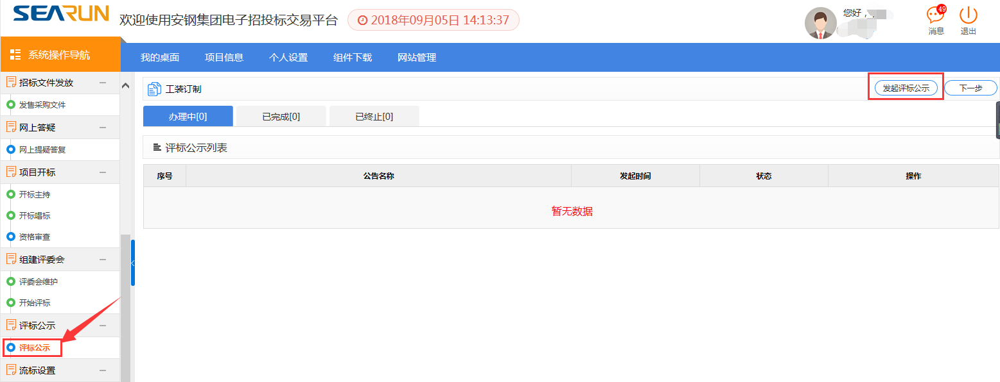 SEARUN
欢迎使用安钢集团电子招投标交易平台
2018年09月05日 14:13:37
您好，
49
消息
退出
系统操作导航
我的桌面 项目信息 个人设置 组件下载 网站管理
招标文件发放
发售采购文件
网上答疑
网上提疑答复
项目开标
开标主持
开标唱标
资格审查
组建评委会
评委会维护
开始评标
评标公示
评标公示
流标设置
工装订制
发起评标公示 下一步
办理中[0] 已完成[0] 已终止[0]
评标公示列表
序号 公告名称 发起时间 状态 操作
暂无数据